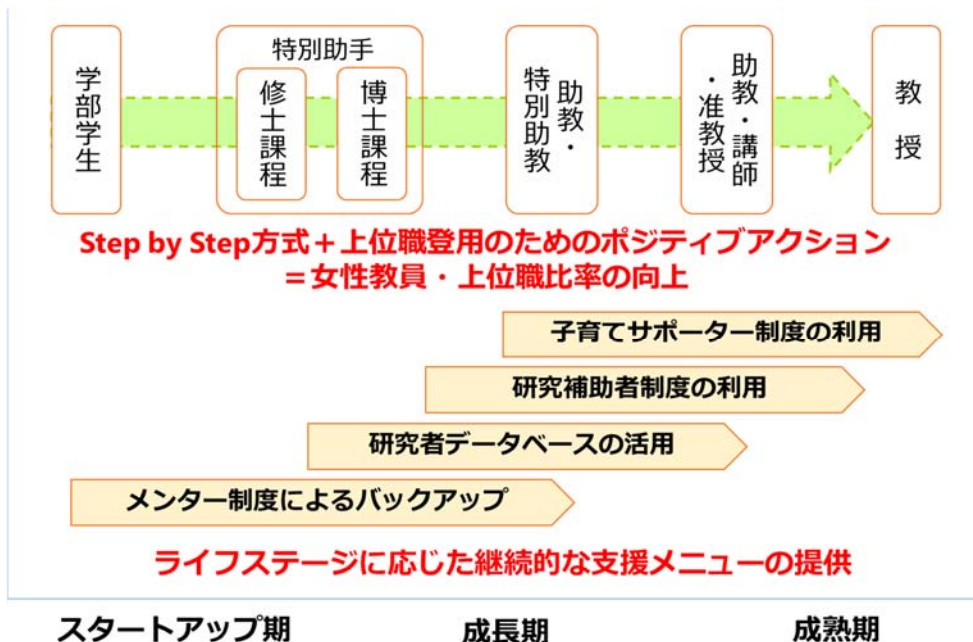 学部学生
特別助手
修士課程
博士課程
助教・
特別助教
助教・講師
・准教授
教授
Step by Step方式＋上位職登用のためのポジティブアクション
＝女性教員・上位職比率の向上
子育てサポーター制度の利用
研究補助者制度の利用
研究者データベースの活用
メンター制度によるバックアップ
ライフステージに応じた継続的な支援メニューの提供
スタートアップ期
成長期
成熟期